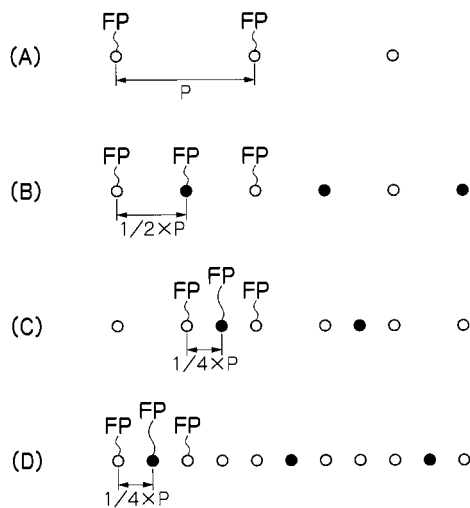 FP FP
(A)
P
FP FP FP
(B)
1/2×P
FP
FP FP
(C)
1/4×P
FP
FP FP
(D)
1/4×P